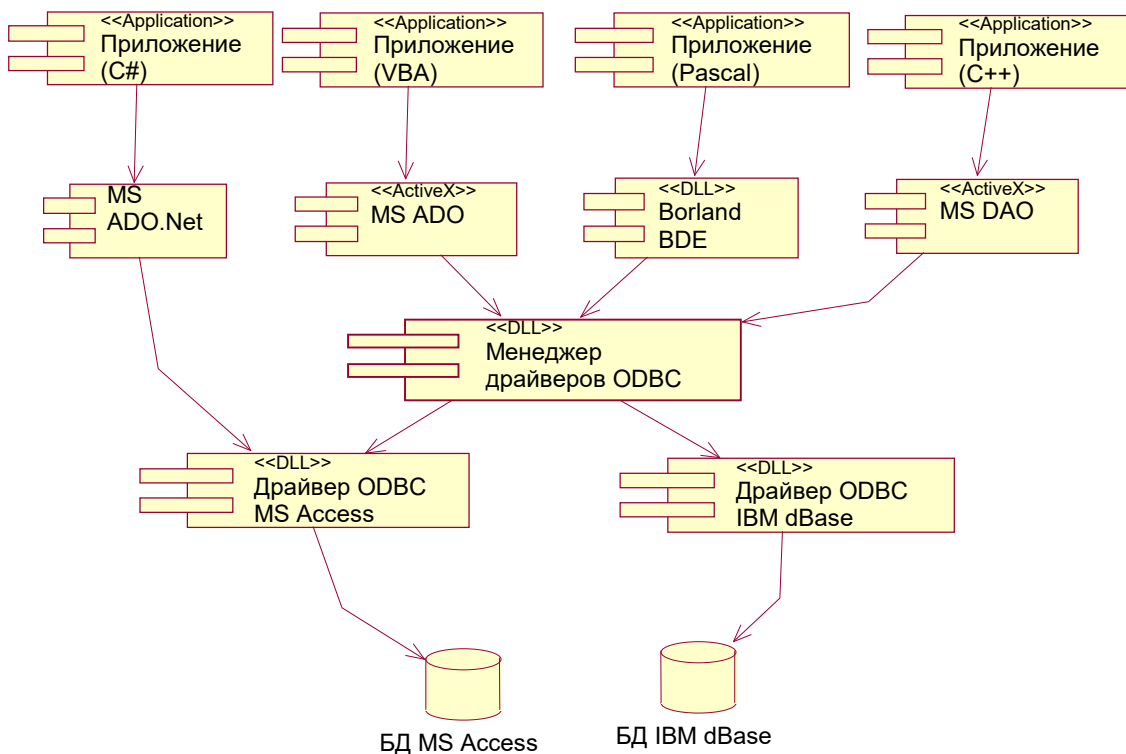 <<Application>>
Приложение
(C#)
<<Application>>
Приложение
(VBA)
<<Application>>
Приложение
(Pascal)
<<Application>>
Приложение
(C++)
MS
ADO.Net
<<ActiveX>>
MS ADO
<<DLL>>
Borland
BDE
<<ActiveX>>
MS DAO
<<DLL>>
Менеджер
драйверов ODBC
<<DLL>>
Драйвер ODBC
MS Access
<<DLL>>
Драйвер ODBC
IBM dBase
БД MS Access
БД IBM dBase